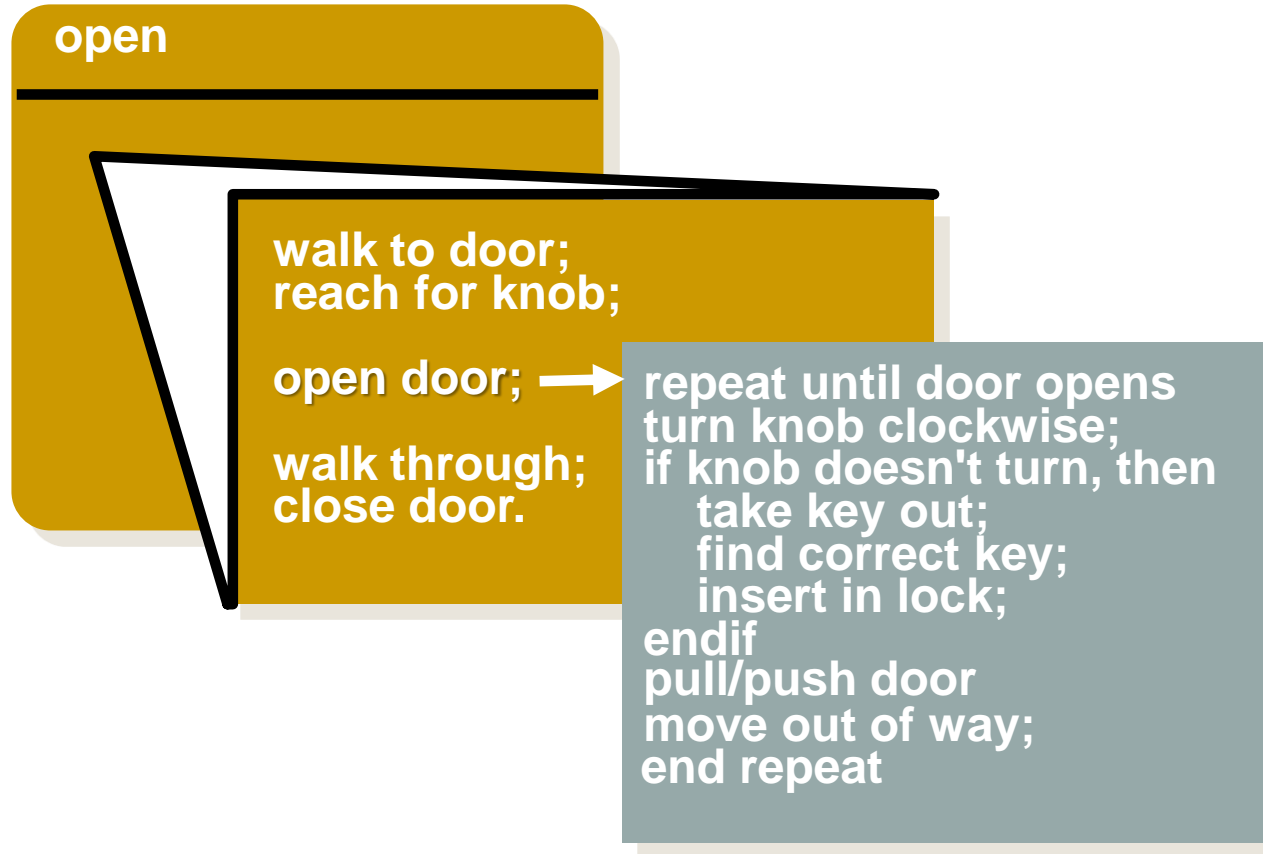 open
walk to door;
reach for knob;
open door;
walk through;
close door.
repeat until door opens
turn knob clockwise;
if knob doesn't turn, then
take key out;
find correct key;
insert in lock;
endif
pull/push door
move out of way;
end repeat